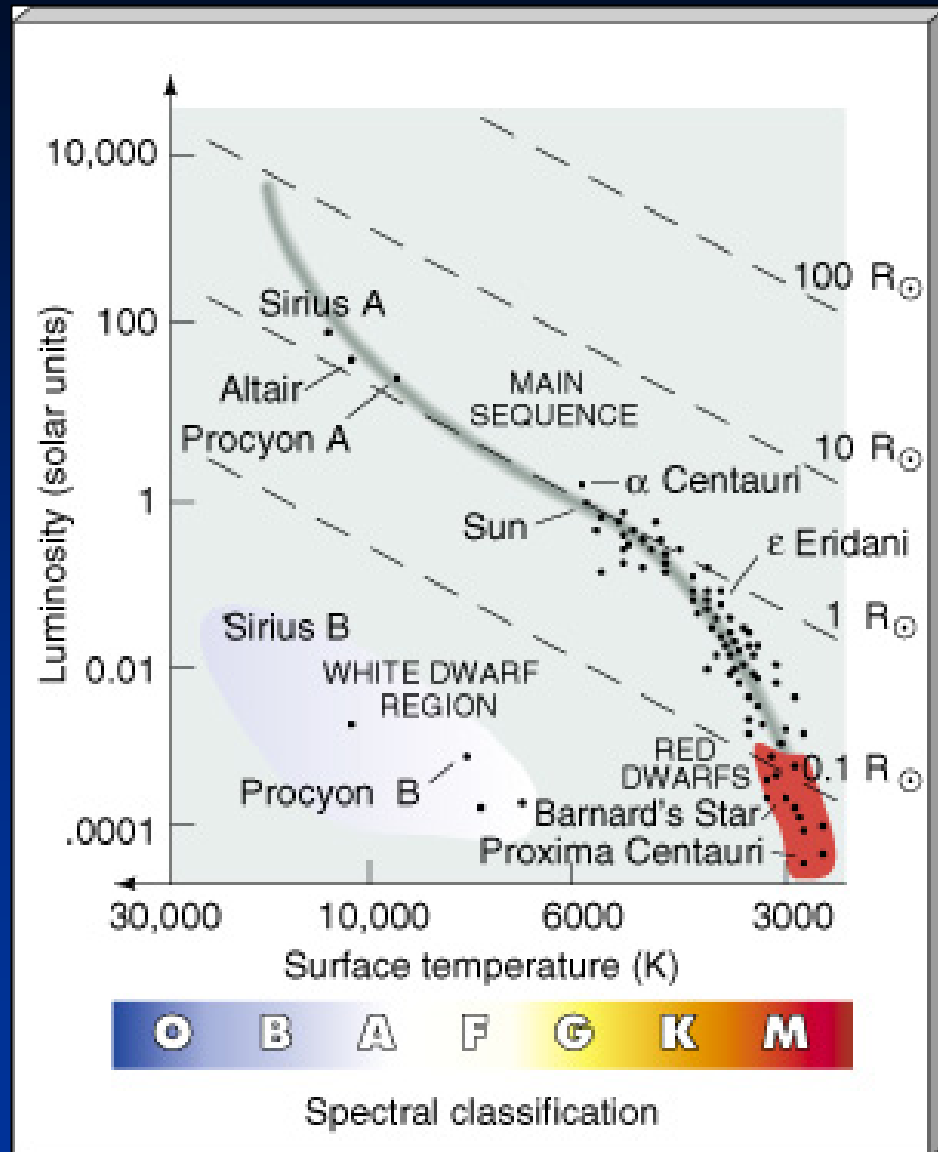 10,000
100
1
0.01
.0001
Luminosity (solar units)
100 R☉
10 R☉
1 R☉
0.1 R☉
Sirius A
Altair
Procyon A
MAIN
SEQUENCE
α Centauri
Sun
ε Eridani
Sirius B
WHITE DWARF
REGION
Procyon B
RED
DWARFS
Barnard's Star
Proxima Centauri
30,000 10,000 6000 3000
Surface temperature (K)
O B A F G K M
Spectral classification